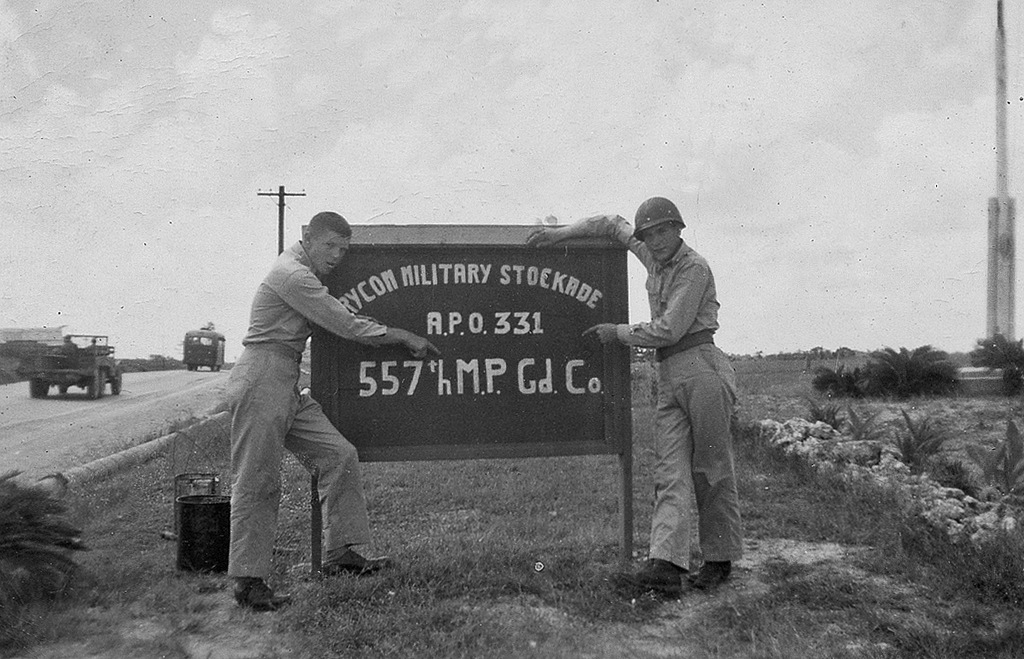 RYCOM MILITARY STOCKADE
A.P.O. 331
557th M.P. Gd. Co.